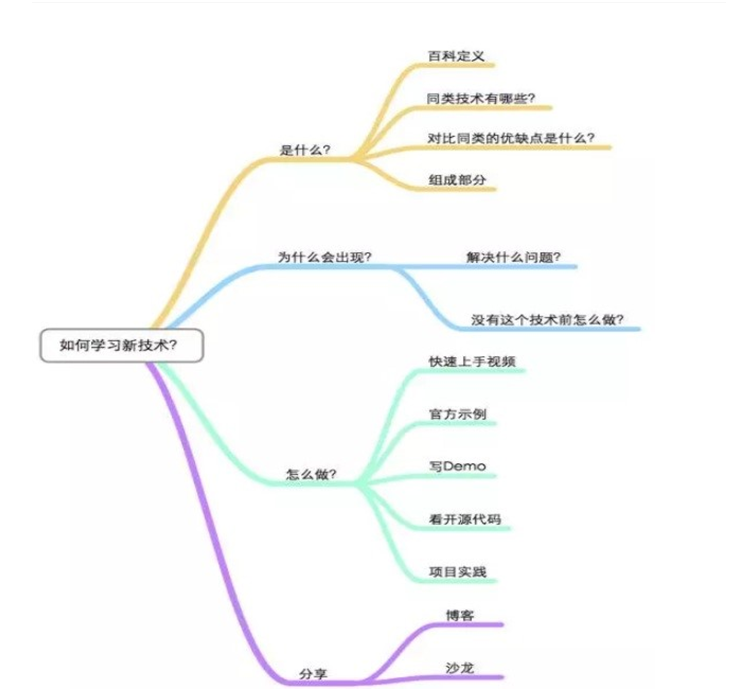 如何学习新技术?
是什么?
百科定义
同类技术有哪些?
对比同类的优缺点是什么?
组成部分
为什么会出现?
解决什么问题?
没有这个技术前怎么做?
怎么做?
快速上手视频
官方示例
写Demo
看开源代码
项目实践
分享
博客
沙龙